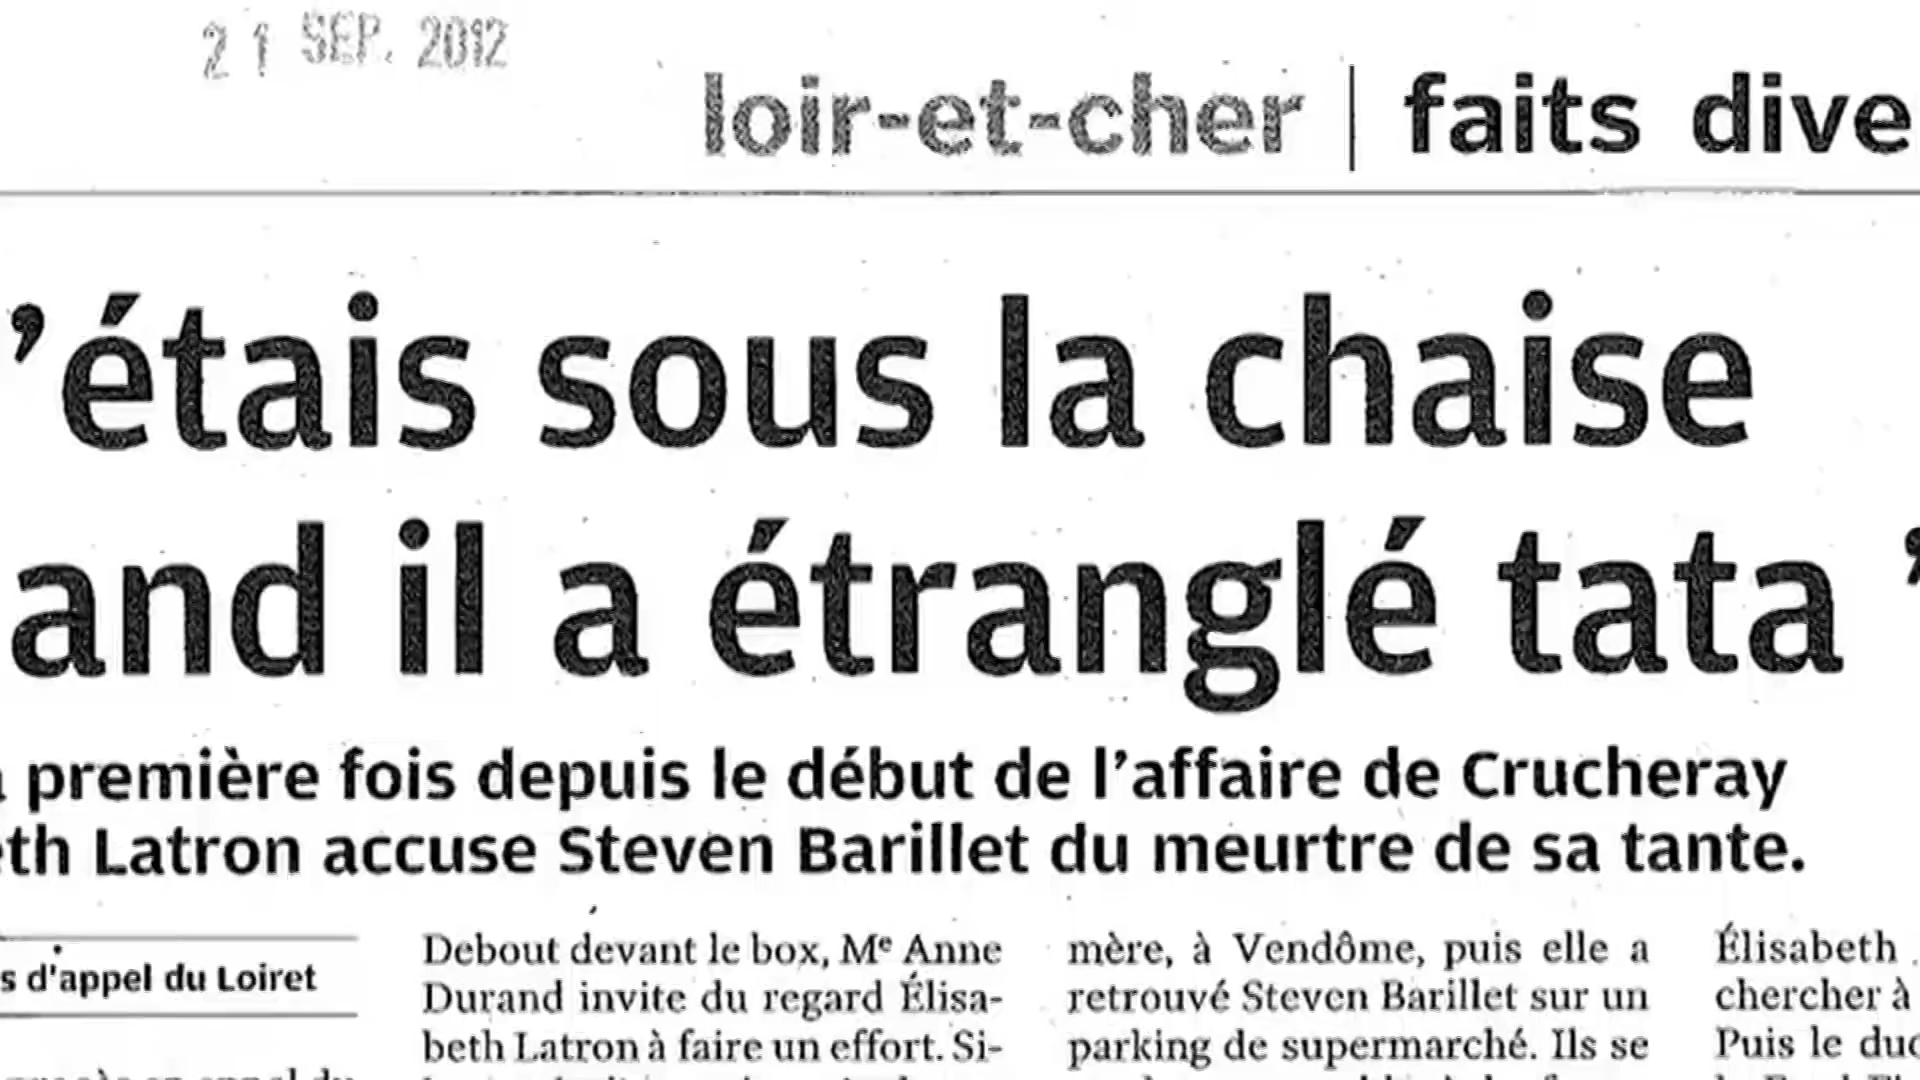 21 SEP. 2012
loir-et-cher | faits dive
’étais sous la chaise
and il a étranglé tata ’
première fois depuis le début de l’affaire de Crucheray
eth Latron accuse Steven Barillet du meurtre de sa tante.
s d'appel du Loiret
Debout devant le box, Me Anne
Durand invite du regard Élisa-
beth Latron à faire un effort. Si-
mère, à Vendôme, puis elle a
retrouvé Steven Barillet sur un
parking de supermarché. Ils se
Élisabeth
chercher à
Puis le duo